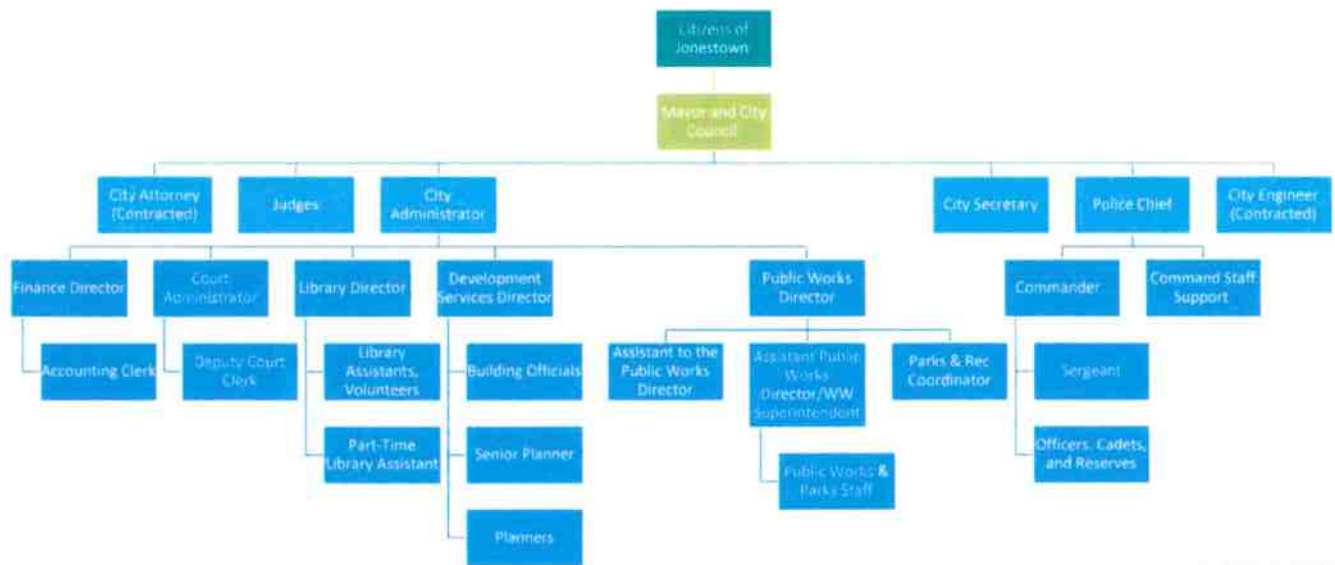 Citizens of
Jonestown
Mayor and City
Council
City Attorney
(Contracted)
Judges
City
Administrator
City Secretary
Police Chief
City Engineer
(Contracted)
Finance Director
Court
Administrator
Library Director
Development
Services Director
Public Works
Director
Commander
Command Staff
Support
Accounting Clerk
Deputy Court
Clerk
Library
Assistants,
Volunteers
Building Officials
Assistant to the
Public Works
Director
Assistant Public
Works
Director/WW
Superintendent
Parks & Rec
Coordinator
Sergeant
Part-Time
Library Assistant
Senior Planner
Public Works &
Parks Staff
Officers, Cadets,
and Reserves
Planners